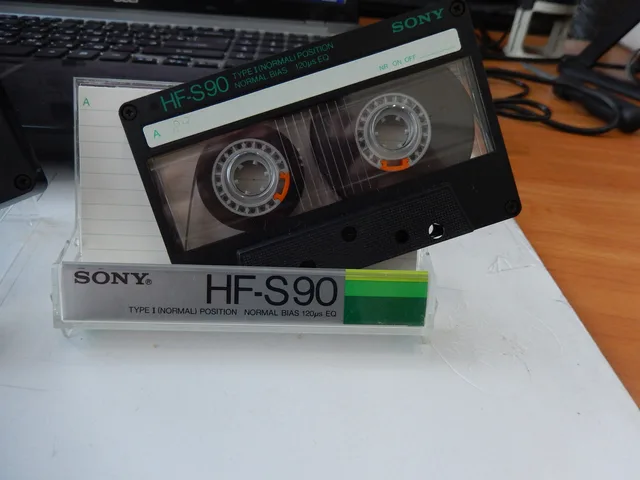 SONY
HF-S90 TYPE I (NORMAL) POSITION
NORMAL BIAS 120µs EQ
A
NR ON OFF
A
SONY®
HF-S90
TYPE I (NORMAL) POSITION NORMAL BIAS 120µs EQ